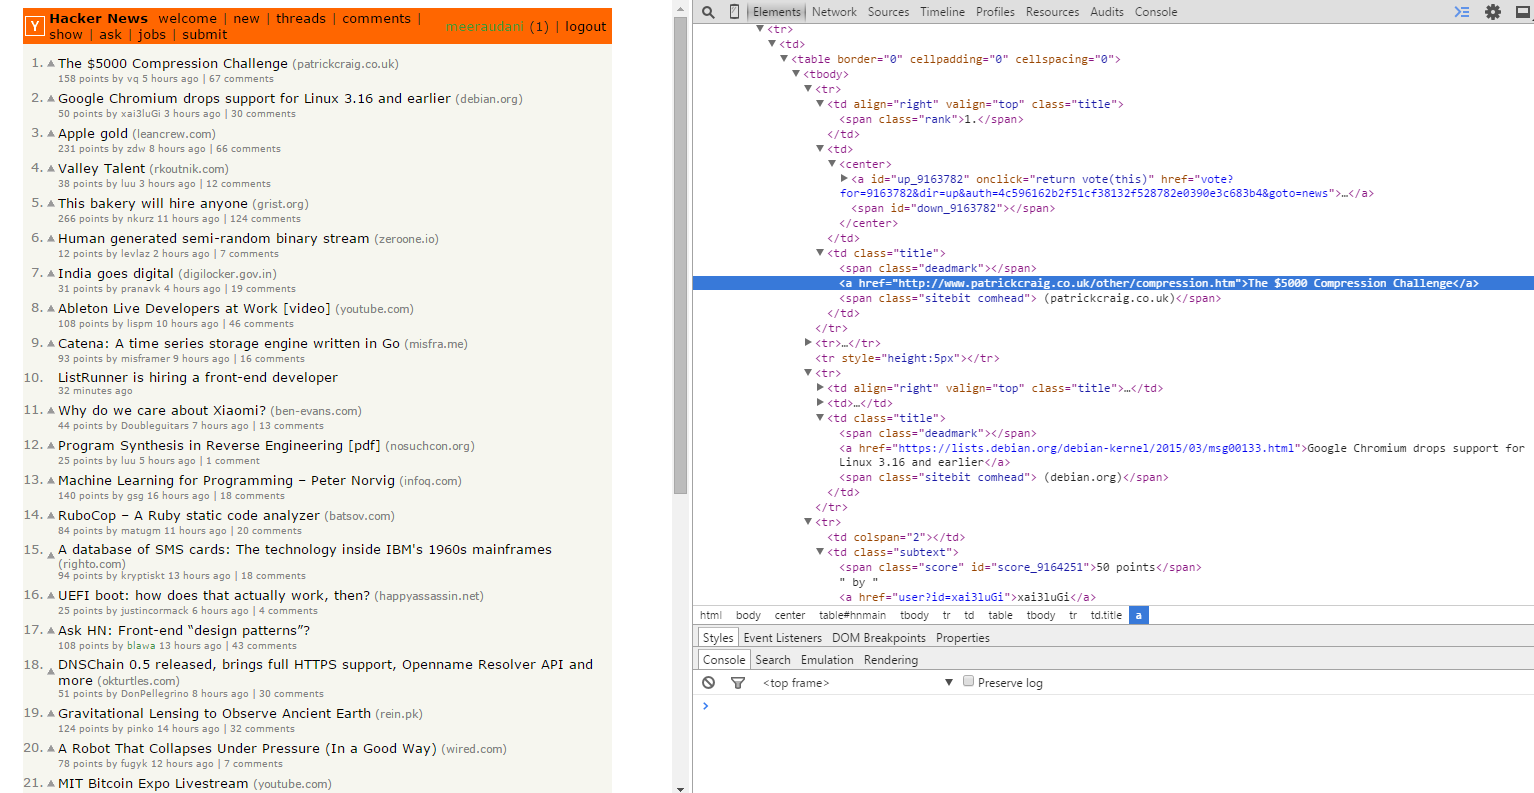 Y Hacker News welcome | new | threads | comments |
show | ask | jobs | submit
meeraudani (1) | logout
1. The $5000 Compression Challenge (patrickcraig.co.uk)
158 points by vq 5 hours ago | 67 comments
2. Google Chromium drops support for Linux 3.16 and earlier (debian.org)
50 points by xai3luGi 3 hours ago | 30 comments
3. Apple gold (leancrew.com)
231 points by zdw 8 hours ago | 66 comments
4. Valley Talent (rkoutnik.com)
38 points by luu 3 hours ago | 12 comments
5. This bakery will hire anyone (grist.org)
266 points by nkurz 11 hours ago | 124 comments
6. Human generated semi-random binary stream (zeroone.io)
12 points by levlaz 2 hours ago | 7 comments
7. India goes digital (digilocker.gov.in)
31 points by pranavk 4 hours ago | 19 comments
8. Ableton Live Developers at Work [video] (youtube.com)
108 points by lispm 10 hours ago | 46 comments
9. Catena: A time series storage engine written in Go (misfra.me)
93 points by misframer 9 hours ago | 16 comments
10. ListRunner is hiring a front-end developer
32 minutes ago
11. Why do we care about Xiaomi? (ben-evans.com)
44 points by Doubleguitars 7 hours ago | 13 comments
12. Program Synthesis in Reverse Engineering [pdf] (nosuchcon.org)
25 points by luu 5 hours ago | 1 comment
13. Machine Learning for Programming – Peter Norvig (infoq.com)
140 points by gsg 16 hours ago | 18 comments
14. RuboCop – A Ruby static code analyzer (batsov.com)
84 points by matugm 11 hours ago | 20 comments
15. A database of SMS cards: The technology inside IBM's 1960s mainframes
(righto.com)
94 points by kryptiskt 13 hours ago | 18 comments
16. UEFI boot: how does that actually work, then? (happyassassin.net)
25 points by justincormack 6 hours ago | 4 comments
17. Ask HN: Front-end “design patterns”?
108 points by blawa 13 hours ago | 43 comments
18. DNSChain 0.5 released, brings full HTTPS support, Openname Resolver API and
more (okturtles.com)
51 points by DonPellegrino 8 hours ago | 30 comments
19. Gravitational Lensing to Observe Ancient Earth (rein.pk)
124 points by pinko 14 hours ago | 32 comments
20. A Robot That Collapses Under Pressure (In a Good Way) (wired.com)
78 points by fugyk 12 hours ago | 7 comments
21. MIT Bitcoin Expo Livestream (youtube.com)
Elements Network Sources Timeline Profiles Resources Audits Console
<tr>
<td>
<table border="0" cellpadding="0" cellspacing="0">
<tbody>
<tr>
<td align="right" valign="top" class="title">
<span class="rank">1.</span>
</td>
<td>
<center>
<a id="up_9163782" onclick="return vote(this)" href="vote?
for=9163782&dir=up&auth=4c596162b2f51cf38132f528782e0390e3c683b4&goto=news">…</a>
<span id="down_9163782"></span>
</center>
</td>
<td class="title">
<span class="deadmark"></span>
<a href="http://www.patrickcraig.co.uk/other/compression.htm">The $5000 Compression Challenge</a>
<span class="sitebit comhead"> (patrickcraig.co.uk)</span>
</td>
</tr>
<tr>…</tr>
<tr style="height:5px"></tr>
<tr>
<td align="right" valign="top" class="title">…</td>
<td>…</td>
<td class="title">
<span class="deadmark"></span>
<a href="https://lists.debian.org/debian-kernel/2015/03/msg00133.html">Google Chromium drops support for
Linux 3.16 and earlier</a>
<span class="sitebit comhead"> (debian.org)</span>
</td>
</tr>
<tr>
<td colspan="2"></td>
<td class="subtext">
<span class="score" id="score_9164251">50 points</span>
" by "
<a href="user?id=xai3luGi">xai3luGi</a>
html body center table#hnmain tbody tr td table tbody tr td.title a
Styles Event Listeners DOM Breakpoints Properties
Console Search Emulation Rendering
<top frame> Preserve log